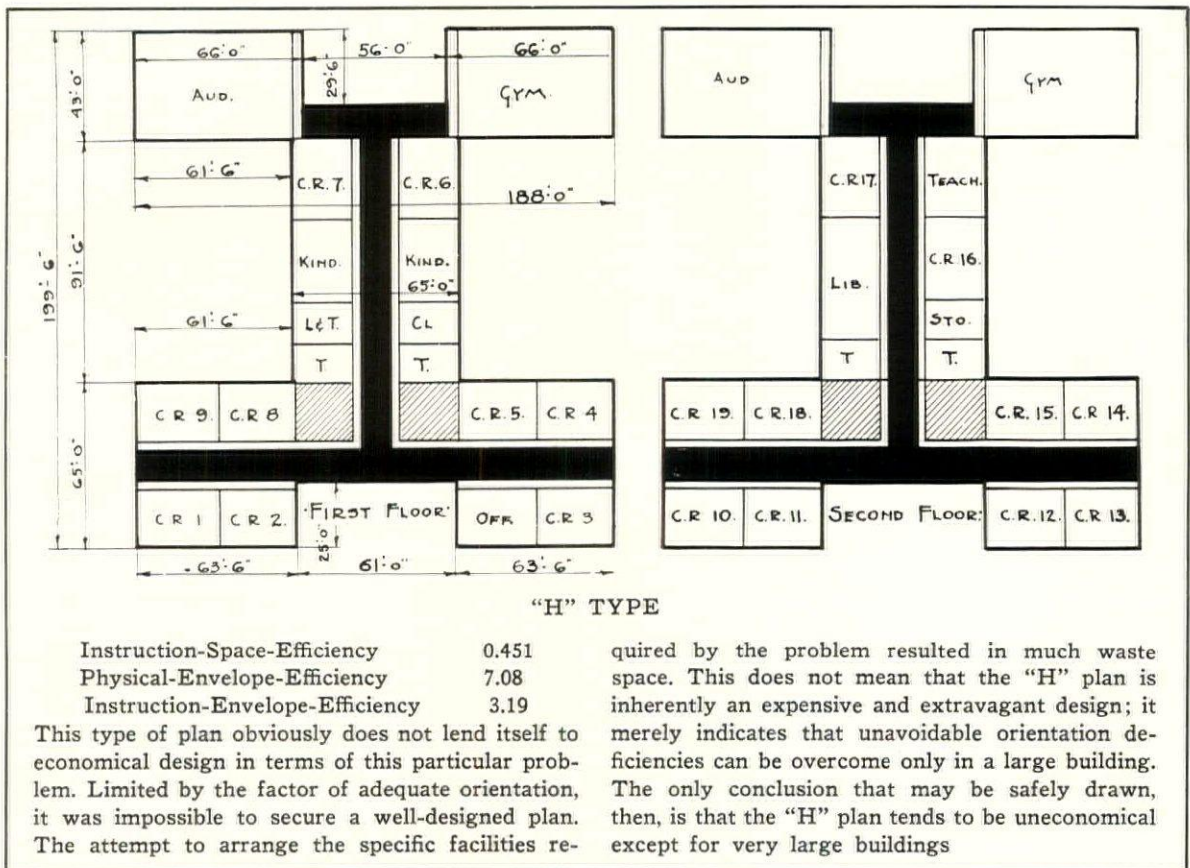 66'0" 56-0" 66'0"
AUD. 29'6" GYM.
43'0"
61'6"
C.R.7. C.R.6.
188'0"
199'6" 91'6"
KIND. KIND.
65'0"
61'6" L&T. CL
T T.
C R 9. C.R 8 C.R.5. C.R 4
65'0"
C R 1 C R 2. "FIRST FLOOR" OFF C.R 3
25'0"
63'6" 61'0" 63'6"
AUD GYM
C.R 17. TEACH.
LIB. C.R 16.
STO.
T T.
C.R 19. C.R.18. C.R. 15. C.R 14.
C.R 10. C.R.11. SECOND FLOOR: C.R.12. C.R 13.
"H" TYPE
Instruction-Space-Efficiency 0.451
Physical-Envelope-Efficiency 7.08
Instruction-Envelope-Efficiency 3.19
This type of plan obviously does not lend itself to
economical design in terms of this particular prob-
lem. Limited by the factor of adequate orientation,
it was impossible to secure a well-designed plan.
The attempt to arrange the specific facilities re-
quired by the problem resulted in much waste
space. This does not mean that the "H" plan is
inherently an expensive and extravagant design; it
merely indicates that unavoidable orientation de-
ficiencies can be overcome only in a large building.
The only conclusion that may be safely drawn,
then, is that the "H" plan tends to be uneconomical
except for very large buildings